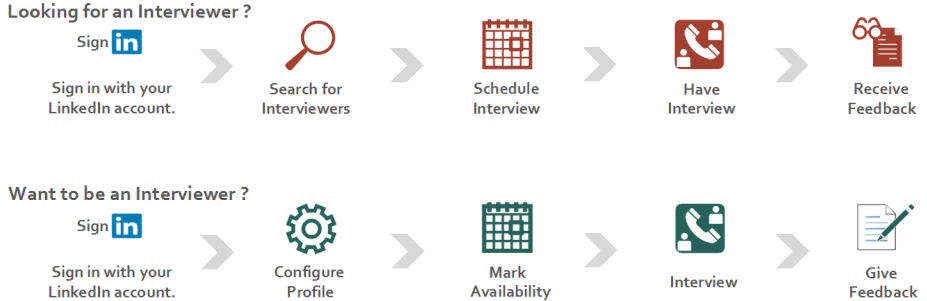 Looking for an Interviewer ?
Sign in
Sign in with your
LinkedIn account.
Search for
Interviewers
Schedule
Interview
Have
Interview
Receive
Feedback
Want to be an Interviewer ?
Sign in
Sign in with your
LinkedIn account.
Configure
Profile
Mark
Availability
Interview
Give
Feedback